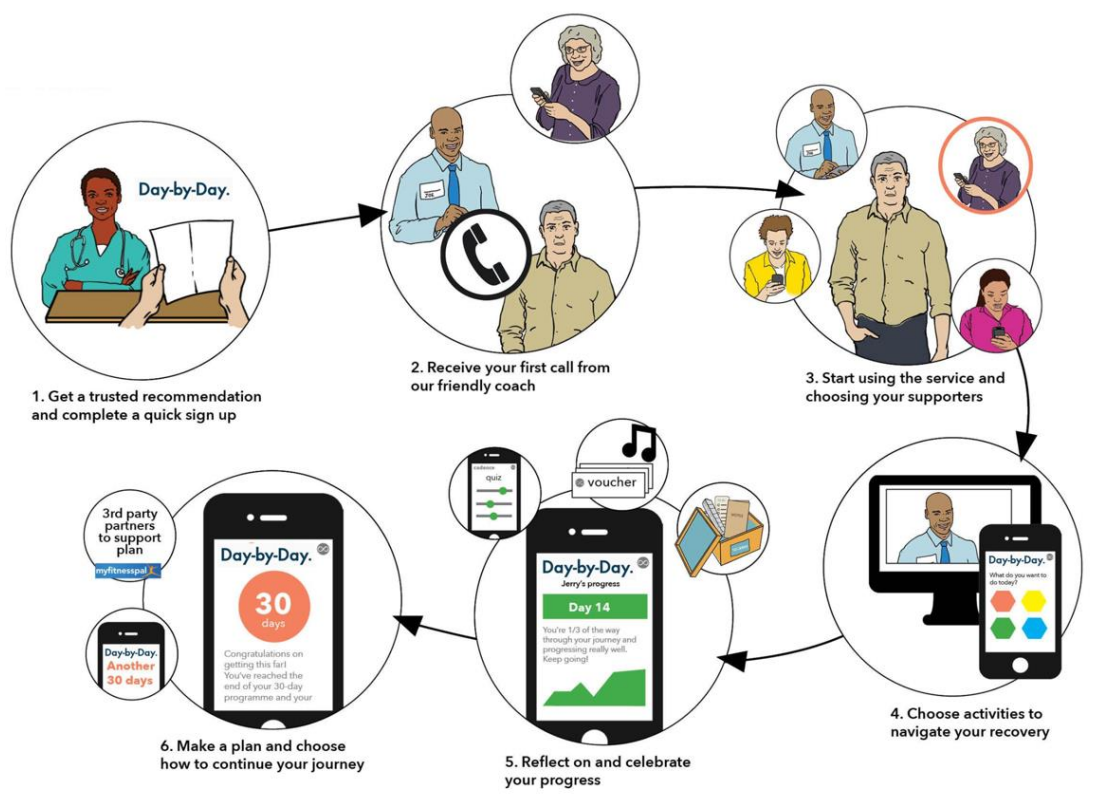 Day-by-Day.
1. Get a trusted recommendation
and complete a quick sign up
2. Receive your first call from
our friendly coach
3. Start using the service and
choosing your supporters
Day-by-Day.
What do you want to
do today?
4. Choose activities to
navigate your recovery
cadence
quiz
voucher
Day-by-Day.
Jerry's progress
Day 14
You're 1/3 of the way
through your journey and
progressing really well.
Keep going!
5. Reflect on and celebrate
your progress
3rd party
partners
to support
plan
myfitnesspal
Day-by-Day.
Another
30 days
Day-by-Day.
30
days
Congratulations on
getting this far!
You've reached the
end of your 30-day
programme and your
6. Make a plan and choose
how to continue your journey